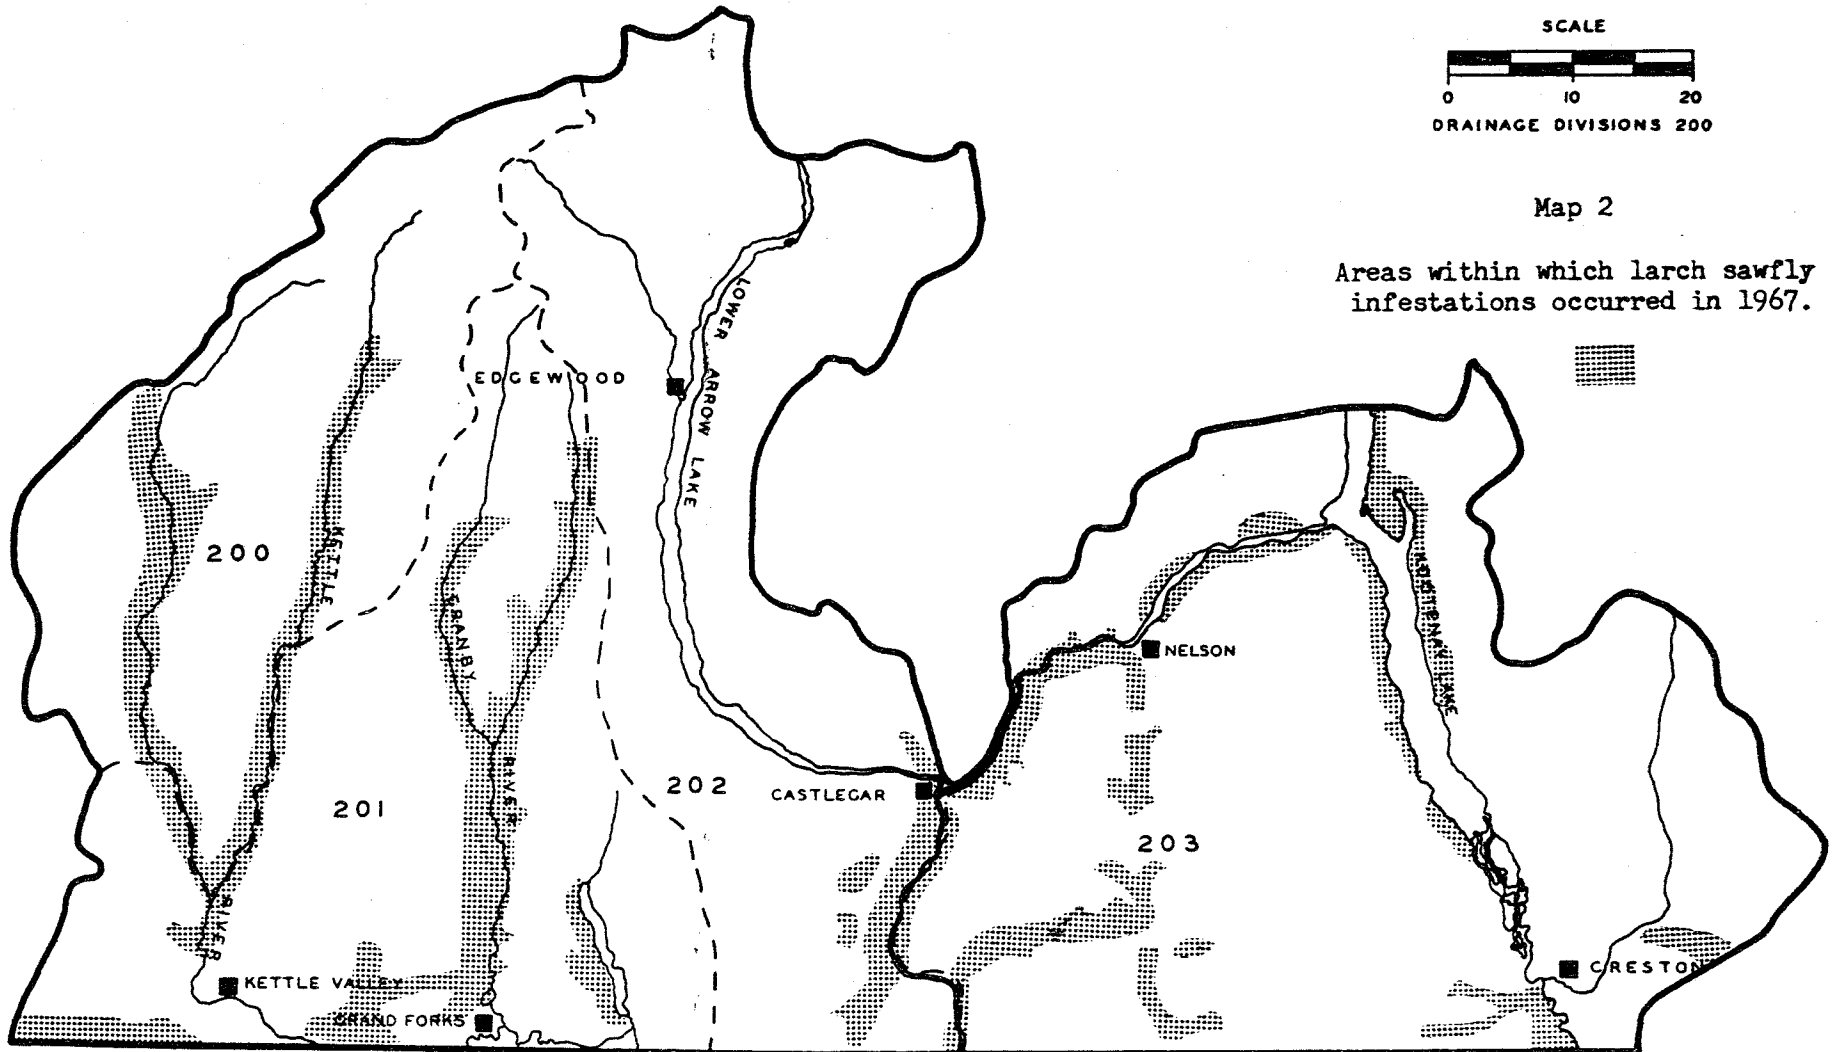 SCALE
0 10 20
DRAINAGE DIVISIONS 200
Map 2
Areas within which larch sawfly
infestations occurred in 1967.
LOWER ARROW LAKE
EDGEWOOD
200
KETTLE
GRANBY
KOOTENAY LAKE
NELSON
RIVER
202
CASTLEGAR
201
203
RIVER
KETTLE VALLEY
CRESTON
GRAND FORKS